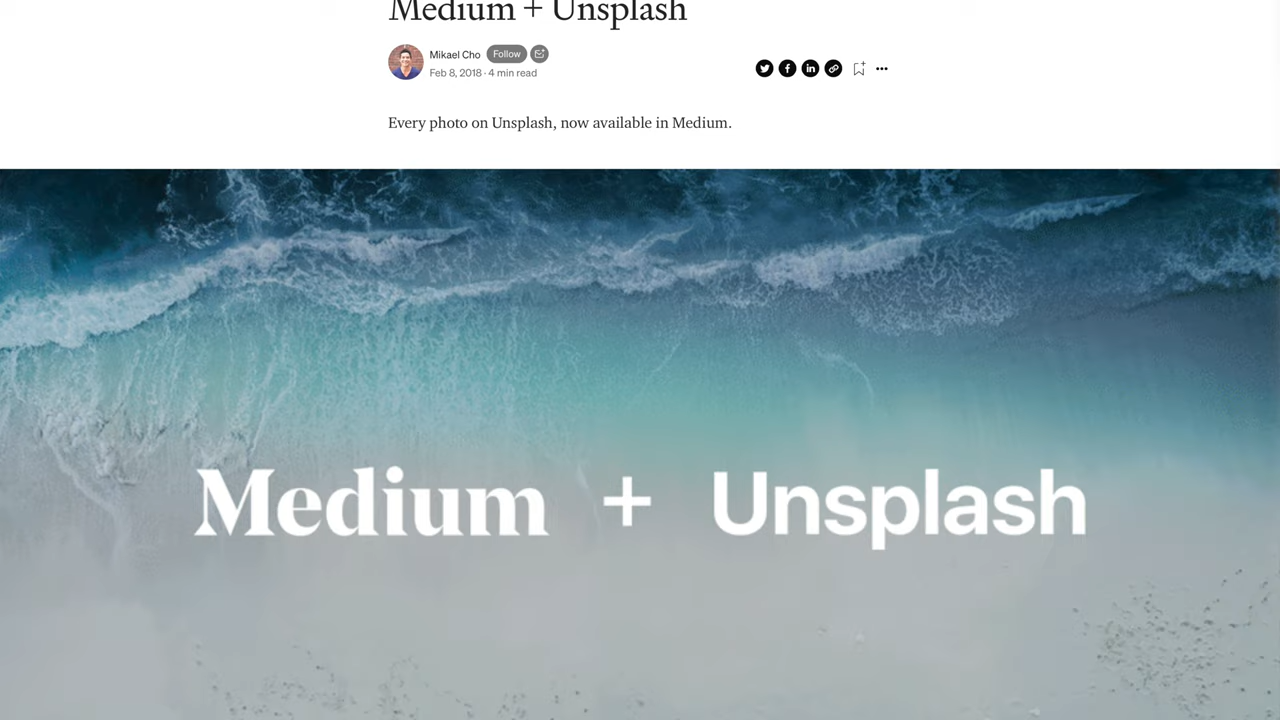 Medium + Unsplash
Mikael Cho Follow
Feb 8, 2018 · 4 min read
Every photo on Unsplash, now available in Medium.
Medium + Unsplash